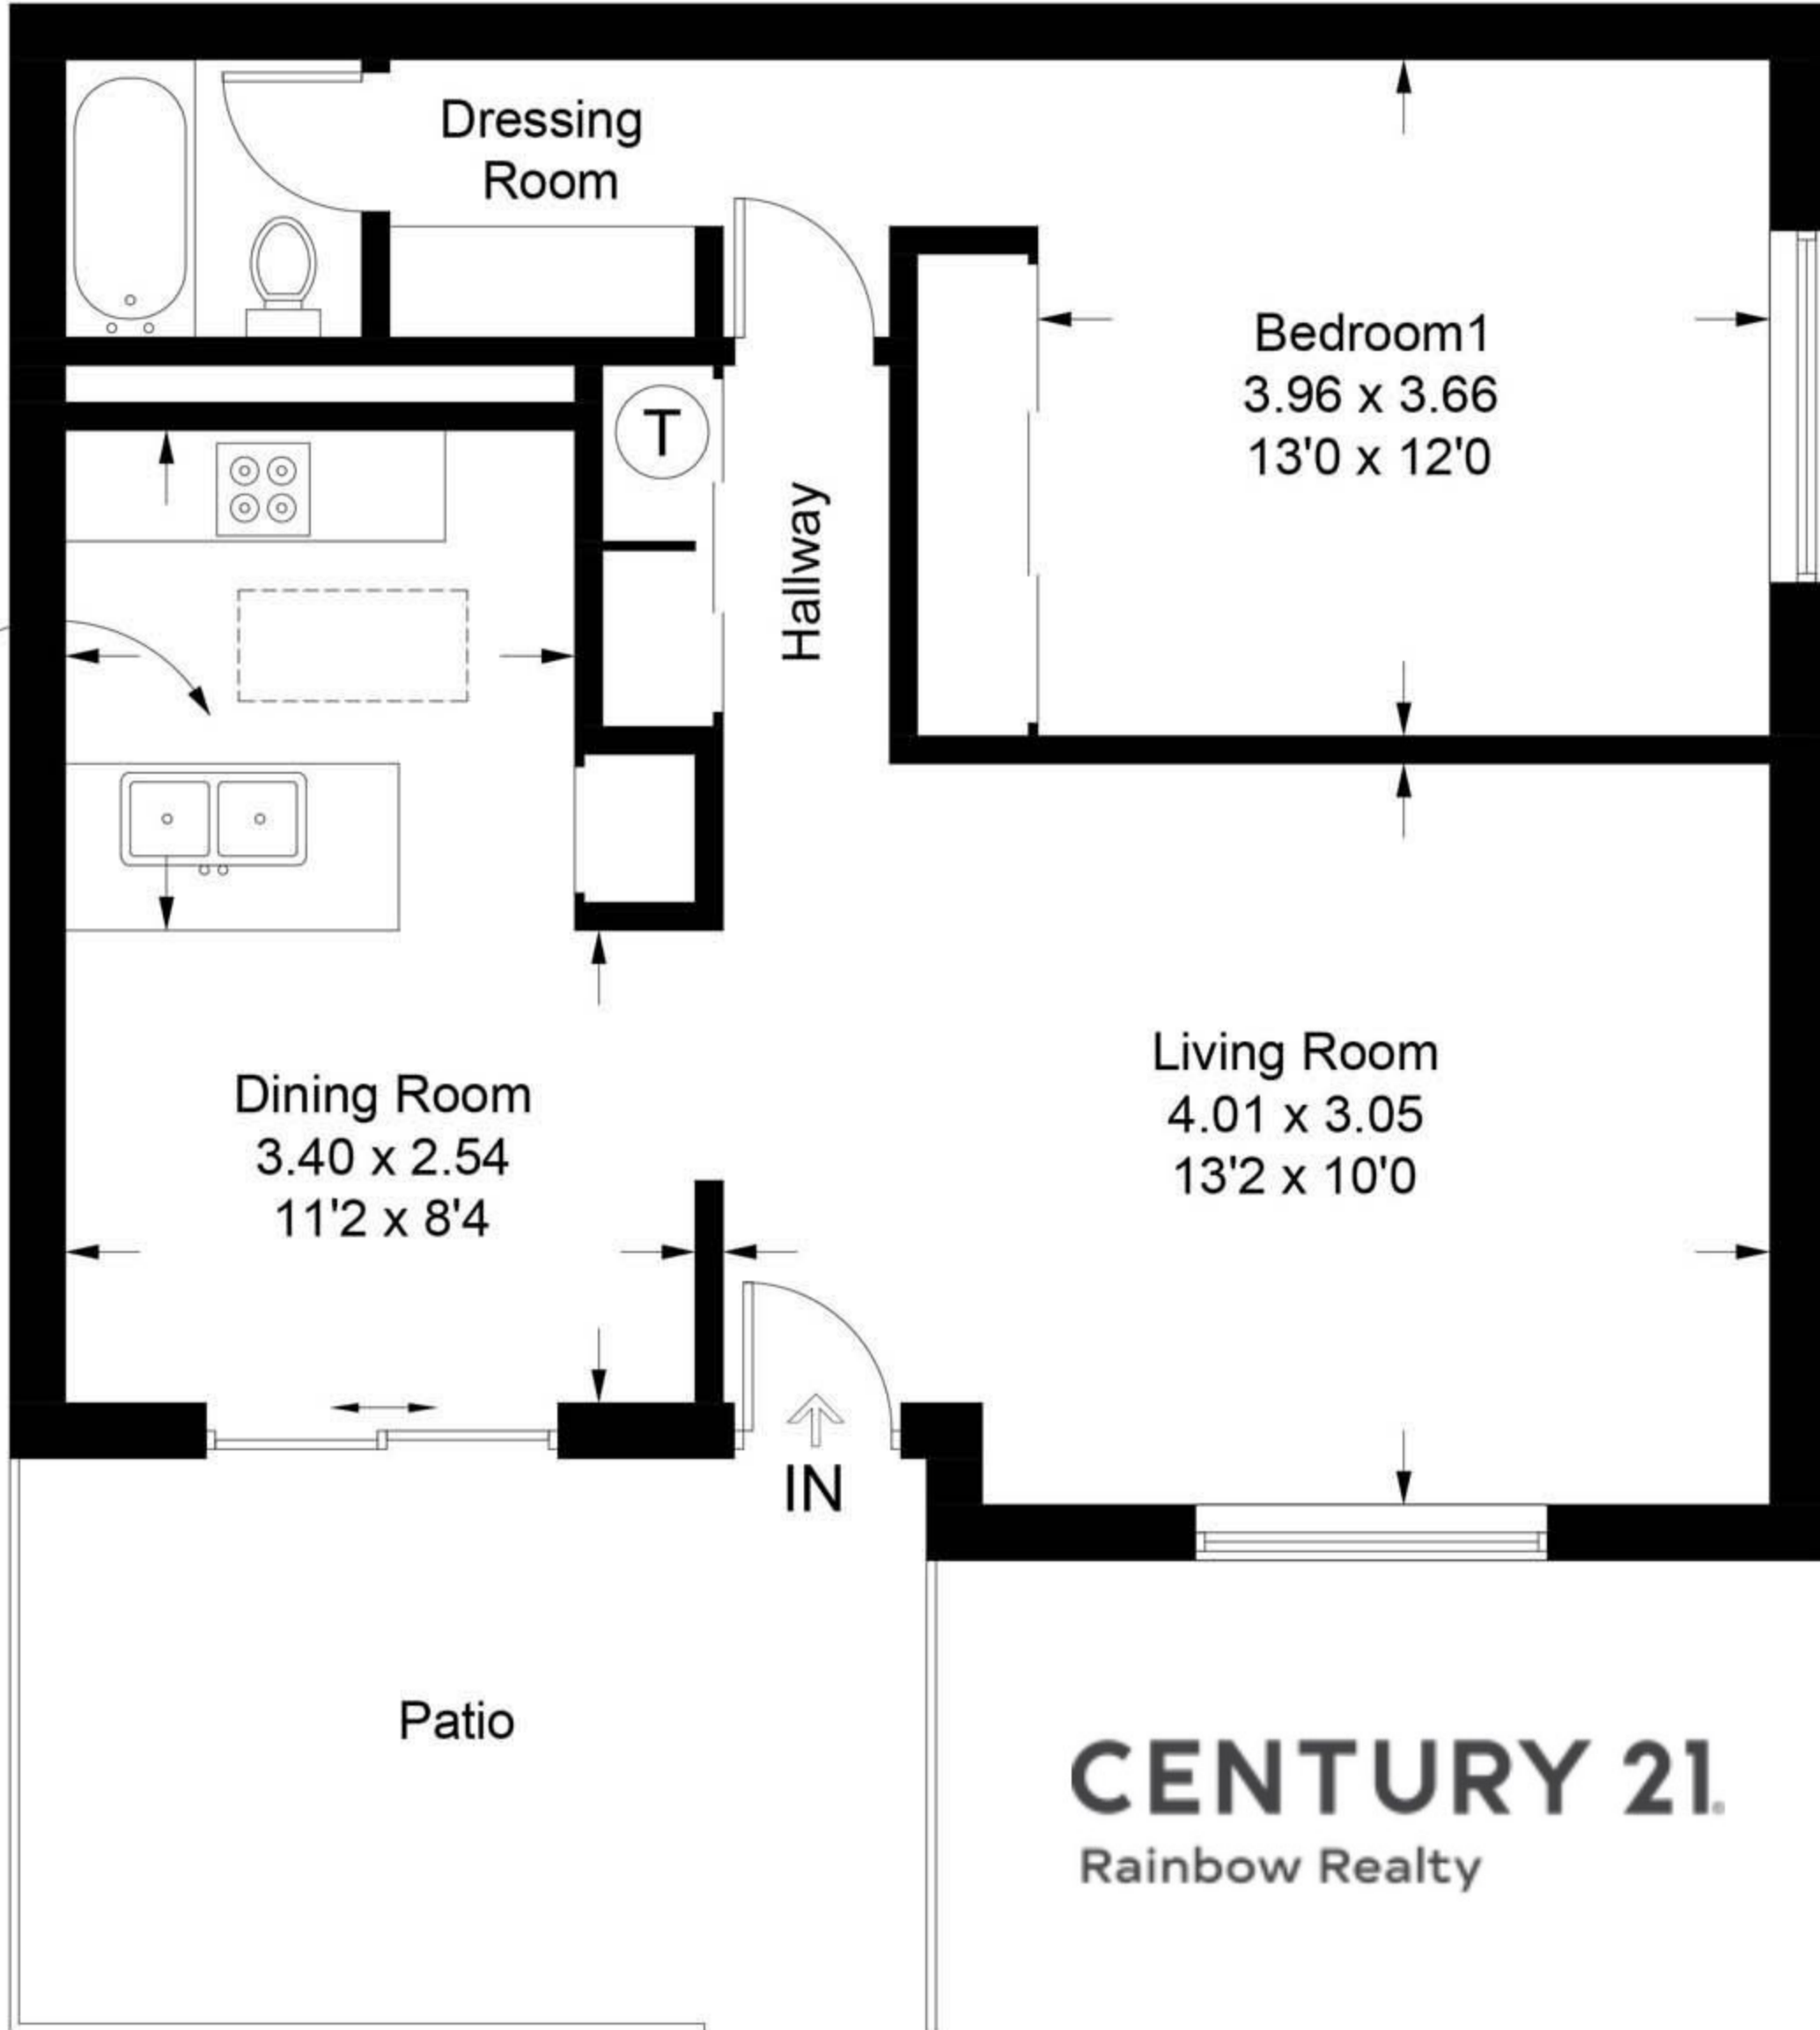 Dressing
Room
Bedroom1
3.96 x 3.66
13'0 x 12'0
T
Hallway
Living Room
4.01 x 3.05
13'2 x 10'0
Dining Room
3.40 x 2.54
11'2 x 8'4
IN
Patio
CENTURY 21®
Rainbow Realty